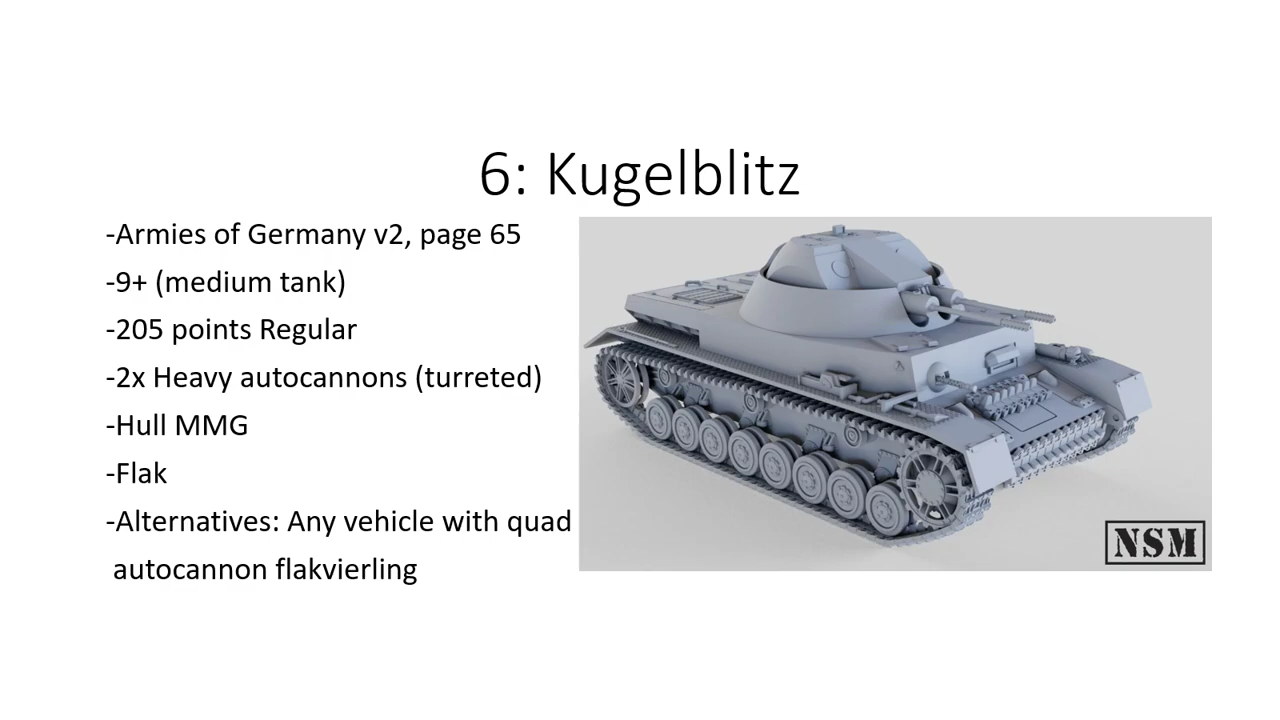 6: Kugelblitz
-Armies of Germany v2, page 65
-9+ (medium tank)
-205 points Regular
-2x Heavy autocannons (turreted)
-Hull MMG
-Flak
-Alternatives: Any vehicle with quad
autocannon flakvierling
NSM